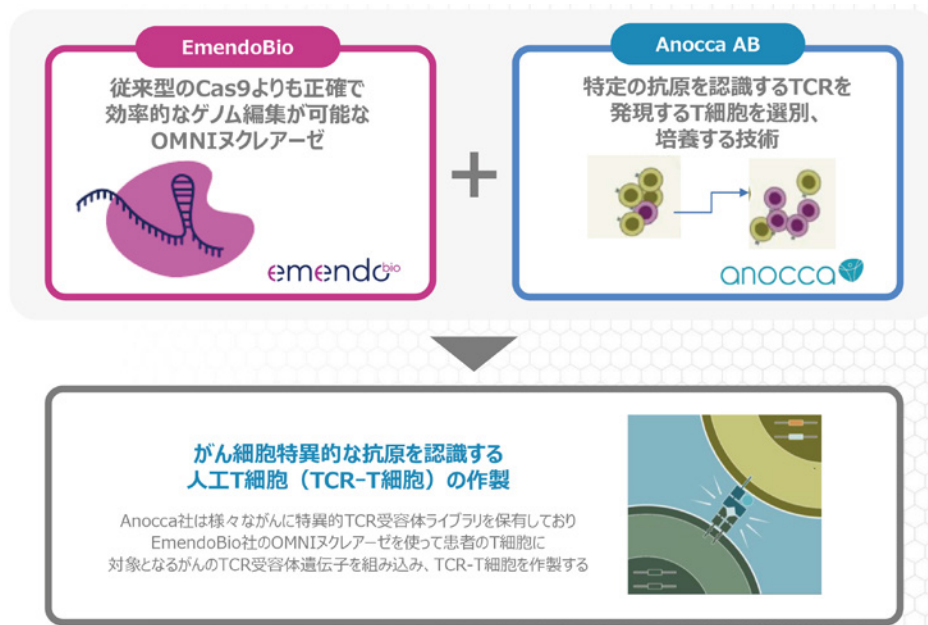 EmendoBio
従来型のCas9よりも正確で
効率的なゲノム編集が可能な
OMNIヌクレアーゼ
emendobio
+
Anocca AB
特定の抗原を認識するTCRを
発現するT細胞を選別、
培養する技術
anocca
がん細胞特異的な抗原を認識する
人工T細胞（TCR-T細胞）の作製
Anocca社は様々ながんに特異的TCR受容体ライブラリを保有しており
EmendoBio社のOMNIヌクレアーゼを使って患者のT細胞に
対象となるがんのTCR受容体遺伝子を組み込み、TCR-T細胞を作製する